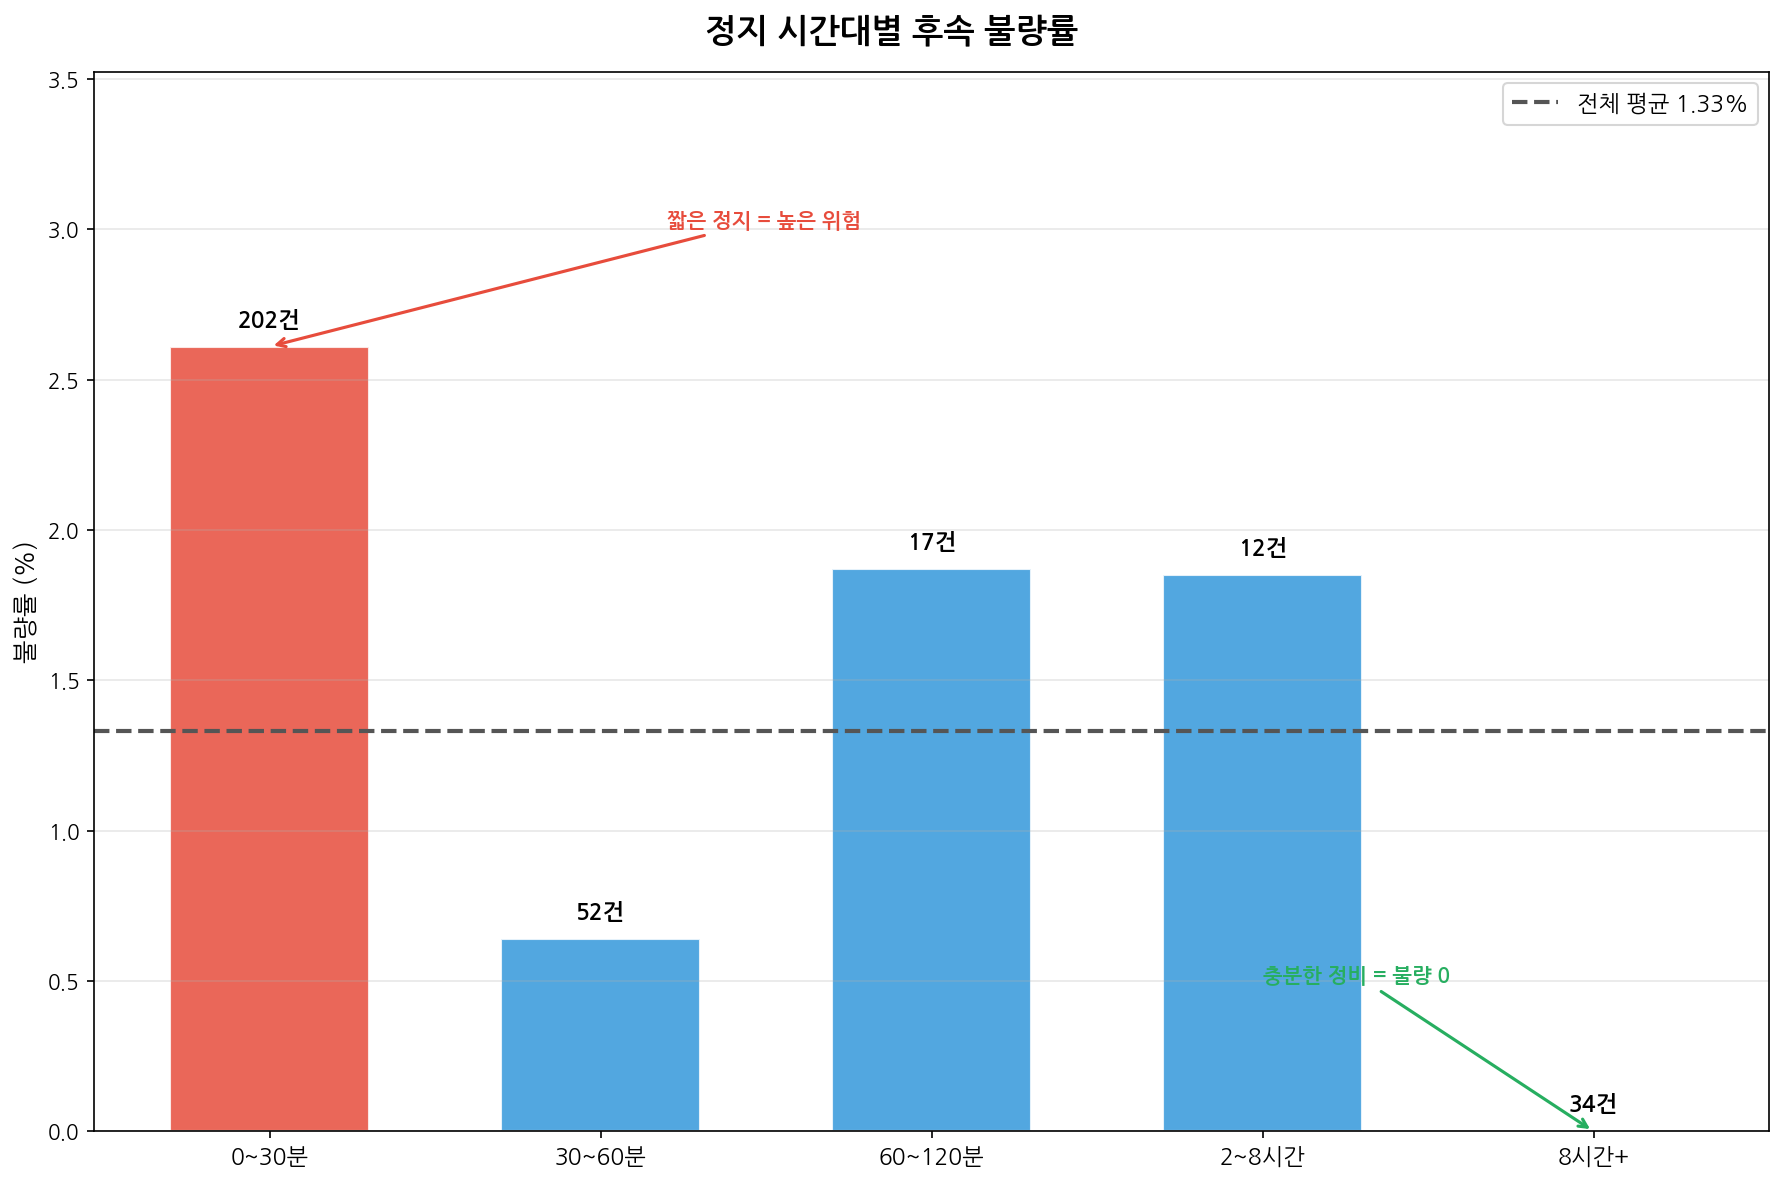 정지 시간대별 후속 불량률
전체 평균 1.33%
불량률 (%)
3.5
3.0
2.5
2.0
1.5
1.0
0.5
0.0
짧은 정지 = 높은 위험
202건
52건
17건
12건
충분한 정비 = 불량 0
34건
0~30분
30~60분
60~120분
2~8시간
8시간+